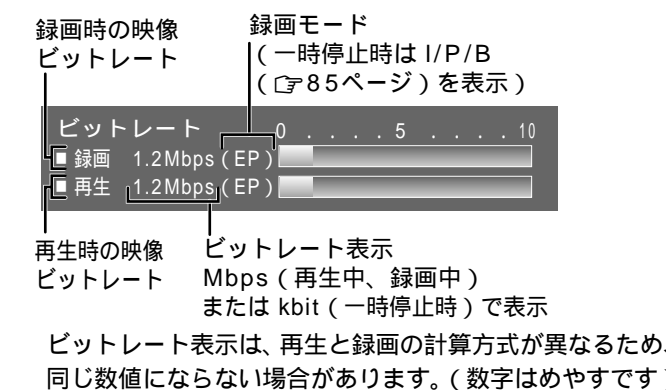 録画時の映像
ビットレート
録画モード
(一時停止時は I/P/B
(☞85ページ)を表示)
ビットレート 0 . . . . 5 . . . . 10
録画 1.2Mbps(EP)
再生 1.2Mbps(EP)
再生時の映像
ビットレート
ビットレート表示
Mbps(再生中、録画中)
または kbit(一時停止時)で表示
ビットレート表示は、再生と録画の計算方式が異なるため、
同じ数値にならない場合があります。(数字はめやすです